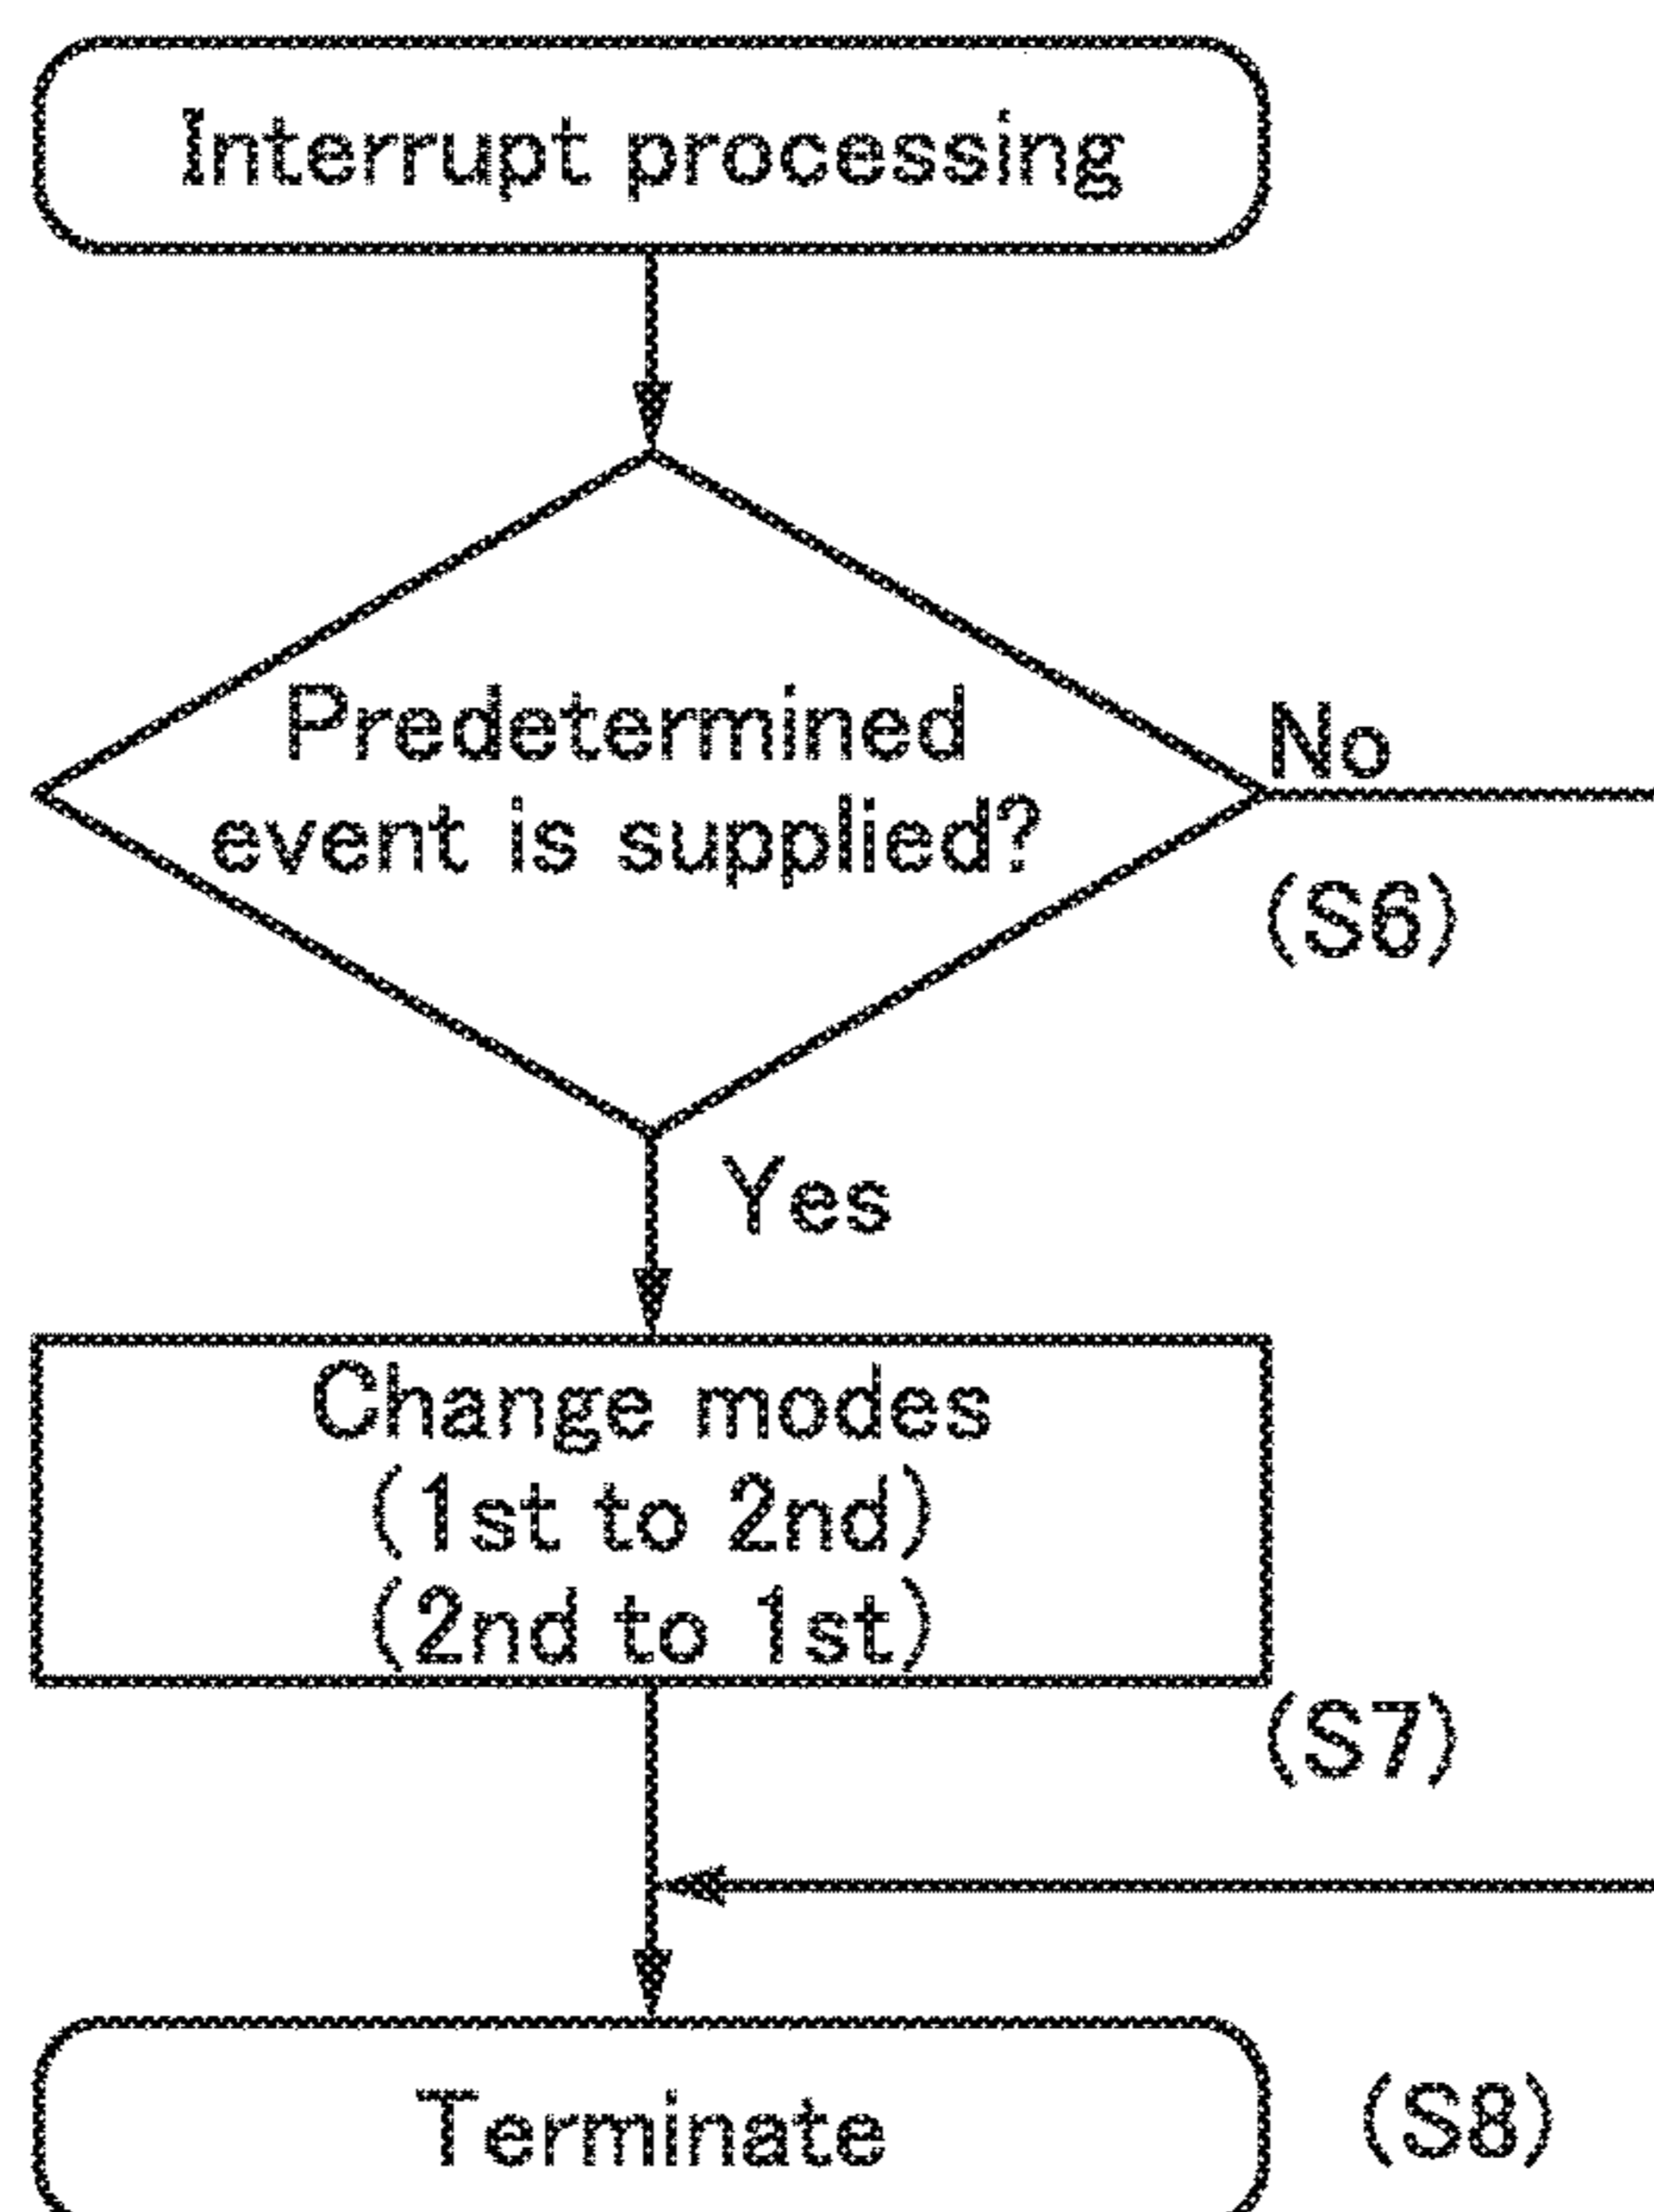 Interrupt processing
Predetermined
event is supplied?
No
(S6)
Yes
Change modes
(1st to 2nd)
(2nd to 1st)
(S7)
Terminate
(S8)